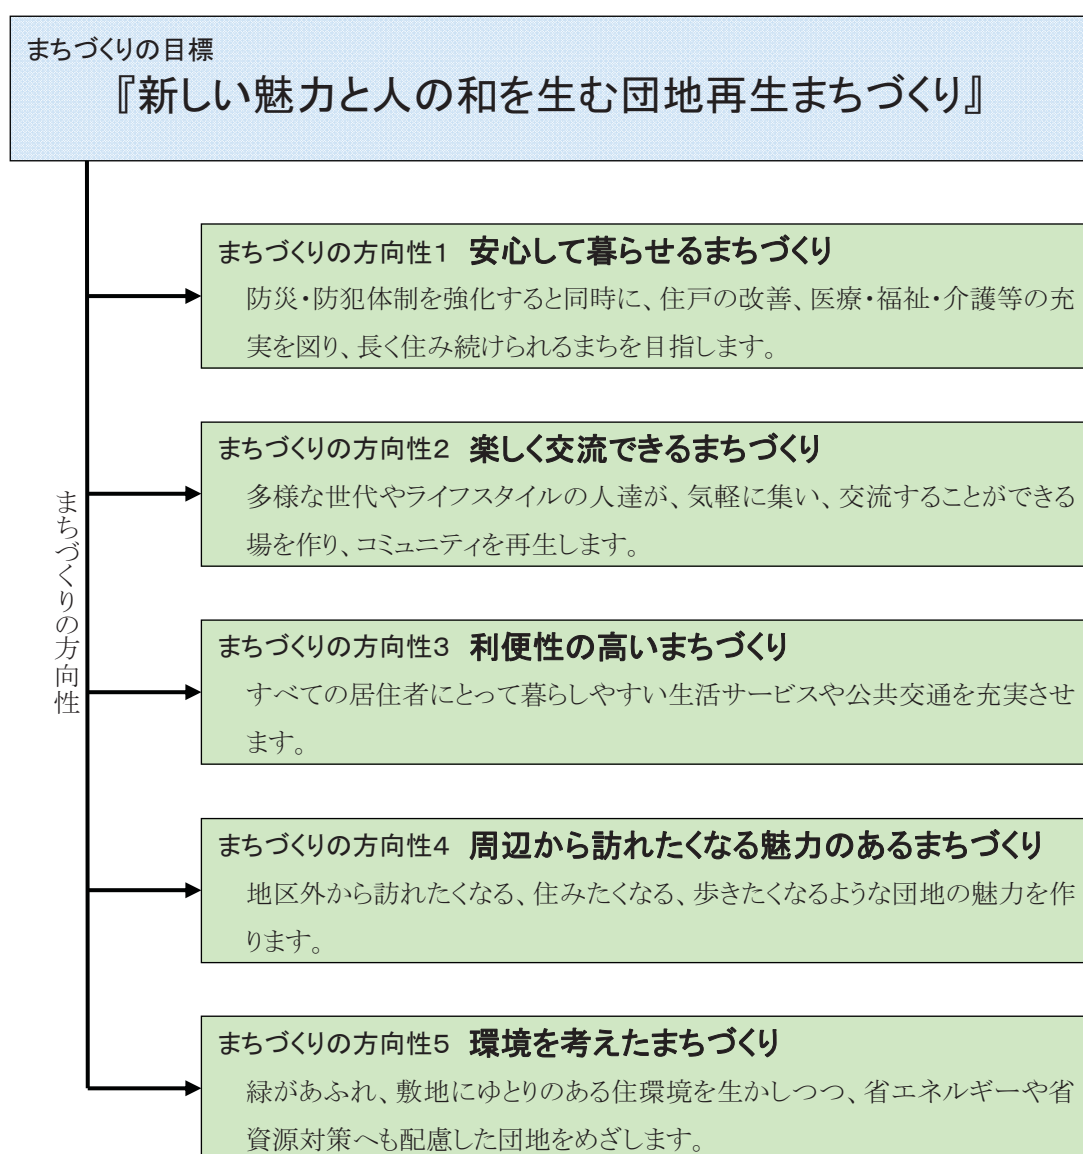 まちづくりの目標
『新しい魅力と人の和を生む団地再生まちづくり』
まちづくりの方向性
まちづくりの方向性1 安心して暮らせるまちづくり
防災・防犯体制を強化すると同時に、住戸の改善、医療・福祉・介護等の充
実を図り、長く住み続けられるまちを目指します。
まちづくりの方向性2 楽しく交流できるまちづくり
多様な世代やライフスタイルの人達が、気軽に集い、交流することができる
場を作り、コミュニティを再生します。
まちづくりの方向性3 利便性の高いまちづくり
すべての居住者にとって暮らしやすい生活サービスや公共交通を充実させ
ます。
まちづくりの方向性4 周辺から訪れたくなる魅力のあるまちづくり
地区外から訪れたくなる、住みたくなる、歩きたくなるような団地の魅力を作
ります。
まちづくりの方向性5 環境を考えたまちづくり
緑があふれ、敷地にゆとりのある住環境を生かしつつ、省エネルギーや省
資源対策へも配慮した団地をめざします。